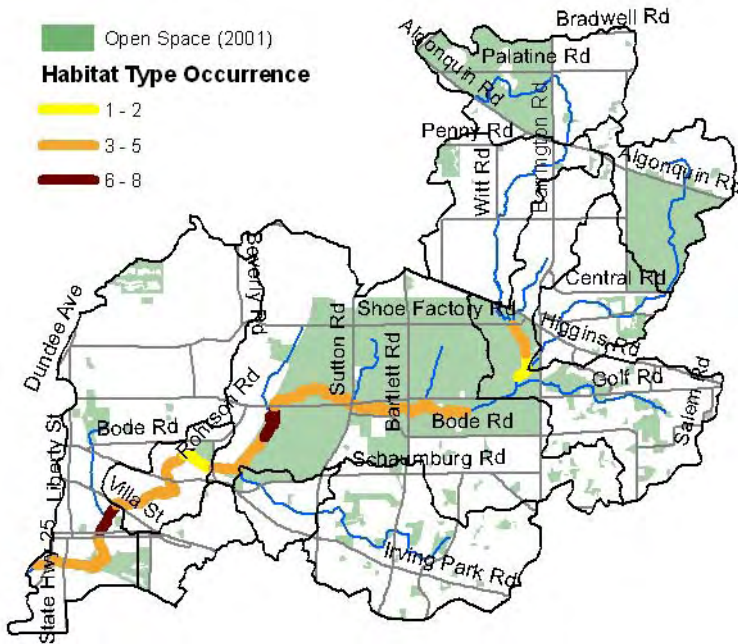 Open Space (2001)
Habitat Type Occurrence
1 - 2
3 - 5
6 - 8
Bradwell Rd
Palatine Rd
Algonquin Rd
Penny Rd
Witt Rd
Barrington Rd
Algonquin Rd
Central Rd
Beverly Rd
Shoe Factory Rd
Higgins Rd
Dundee Ave
Sutton Rd
Bartlett Rd
Golf Rd
Salem Rd
Rohrson Rd
Bode Rd
Bode Rd
Liberty St
Schaumburg Rd
Villa St
Irving Park Rd
State Hwy 25